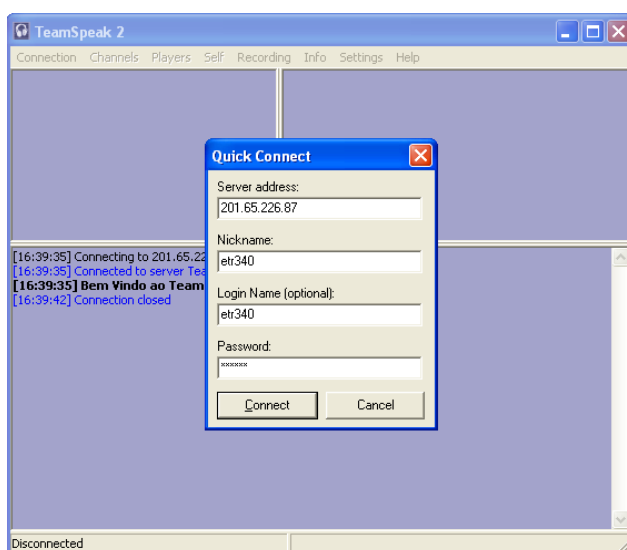 TeamSpeak 2
Connection Channels Players Self Recording Info Settings Help
Quick Connect
Server address:
201.65.226.87
Nickname:
etr340
Login Name (optional):
etr340
Password:
xxxxxx
Connect Cancel
[16:39:35] Connecting to 201.65.22
[16:39:35] Connected to server Tea
[16:39:35] Bem Vindo ao Team
[16:39:42] Connection closed
Disconnected